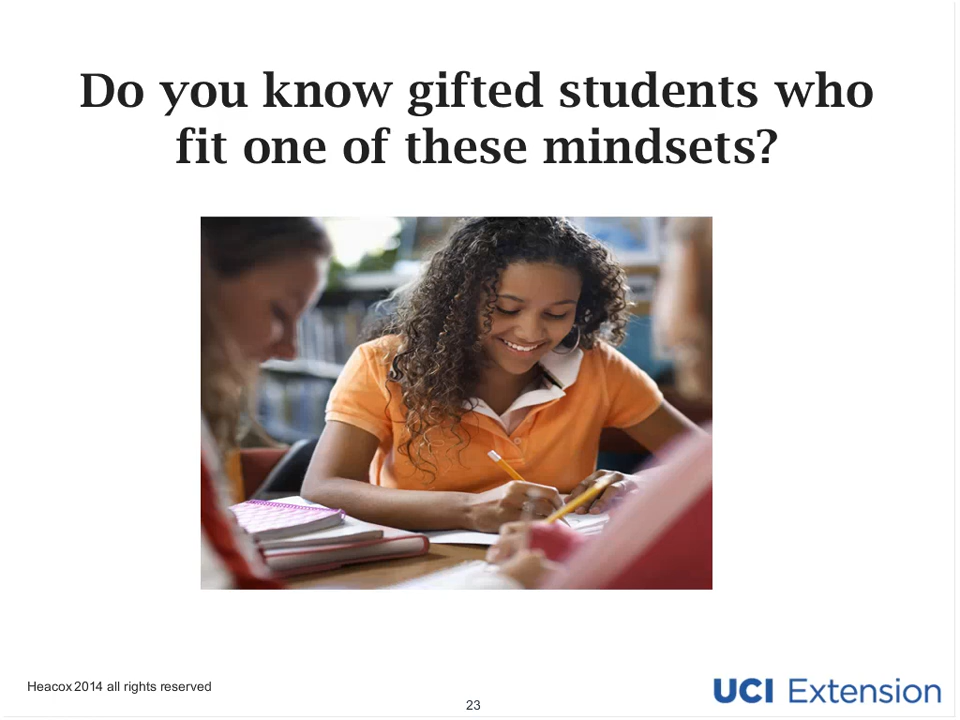 Do you know gifted students who
fit one of these mindsets?
Heacox 2014 all rights reserved
23
UCI Extension